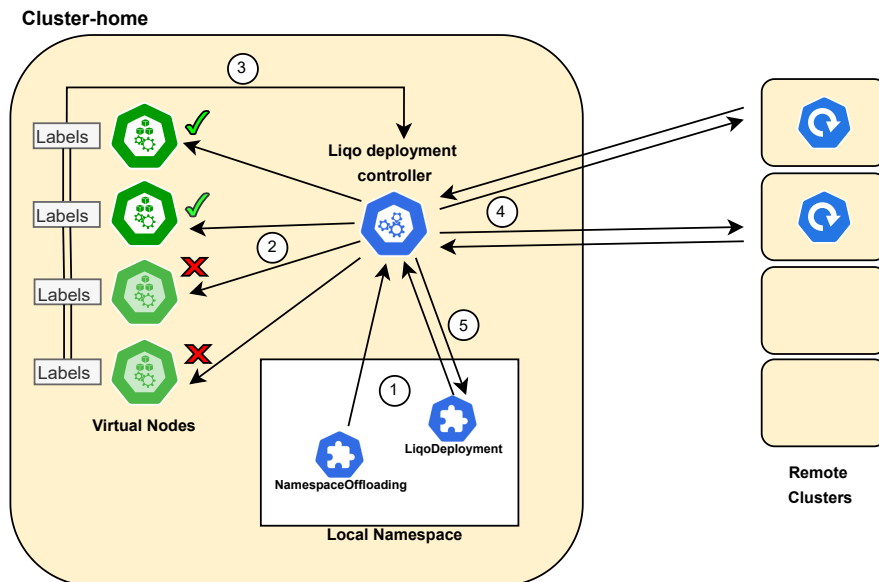 Cluster-home
3
Labels
Liqo deployment
controller
Labels
4
2
Labels
5
Labels
1
Virtual Nodes
LiqoDeployment
NamespaceOffloading
Local Namespace
Remote
Clusters